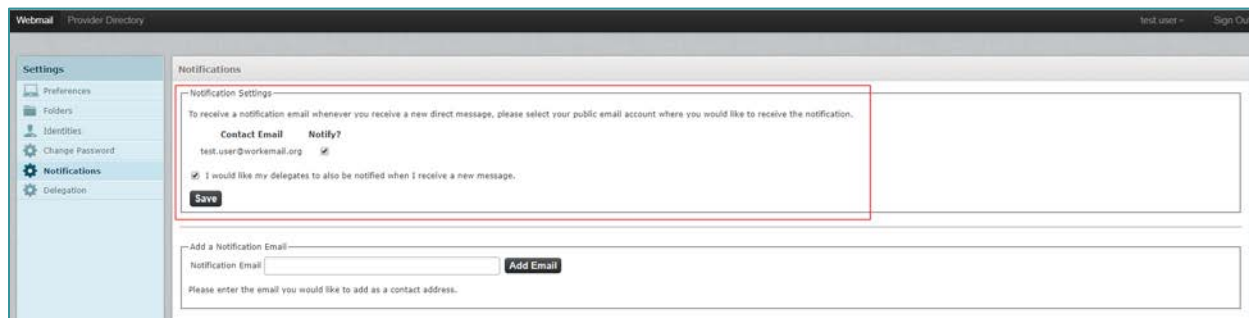 Webmail Provider Directory test user Sign Ou
Settings
Preferences
Folders
Identities
Change Password
Notifications
Delegation
Notifications
Notification Settings
To receive a notification email whenever you receive a new direct message, please select your public email account where you would like to receive the notification.
Contact Email Notify?
test.user@workemail.org
I would like my delegates to also be notified when I receive a new message.
Save
Add a Notification Email
Notification Email Add Email
Please enter the email you would like to add as a contact address.